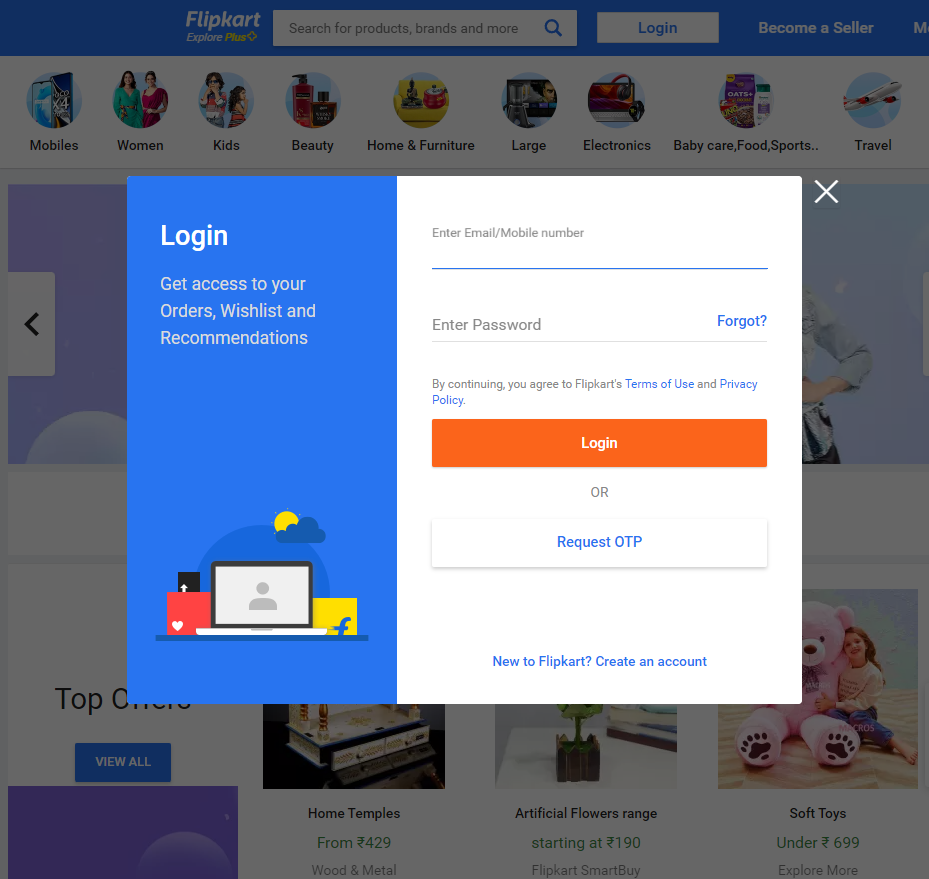 Flipkart
Explore Plus
Search for products, brands and more
Login
Become a Seller
Mobiles
Women
Kids
Beauty
Home & Furniture
Large
Electronics
Baby care,Food,Sports..
Travel
OATS+
Login
Get access to your
Orders, Wishlist and
Recommendations
Enter Email/Mobile number
Enter Password
Forgot?
By continuing, you agree to Flipkart's Terms of Use and Privacy
Policy.
Login
OR
Request OTP
New to Flipkart? Create an account
Top Offers
VIEW ALL
Home Temples
From ₹429
Wood & Metal
Artificial Flowers range
starting at ₹190
Flipkart SmartBuy
Soft Toys
Under ₹ 699
Explore More